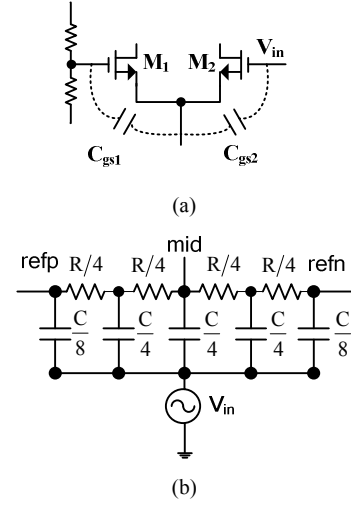 M1 M2 Vin
Cgs1 Cgs2
(a)
mid
refp R/4 R/4 R/4 R/4 refn
C/8 C/4 C/4 C/4 C/8
Vin
(b)